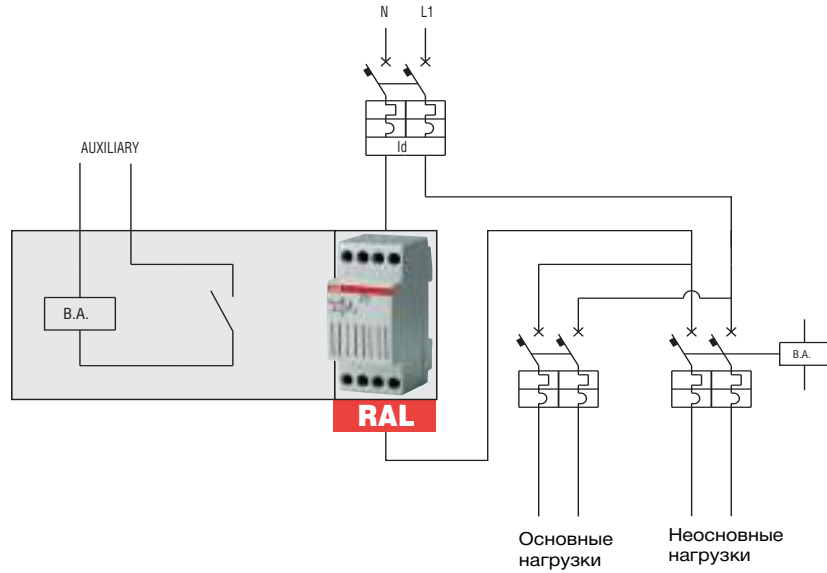 N L1
Id
AUXILIARY
B.A.
B.A.
RAL
Основные
нагрузки
Неосновные
нагрузки